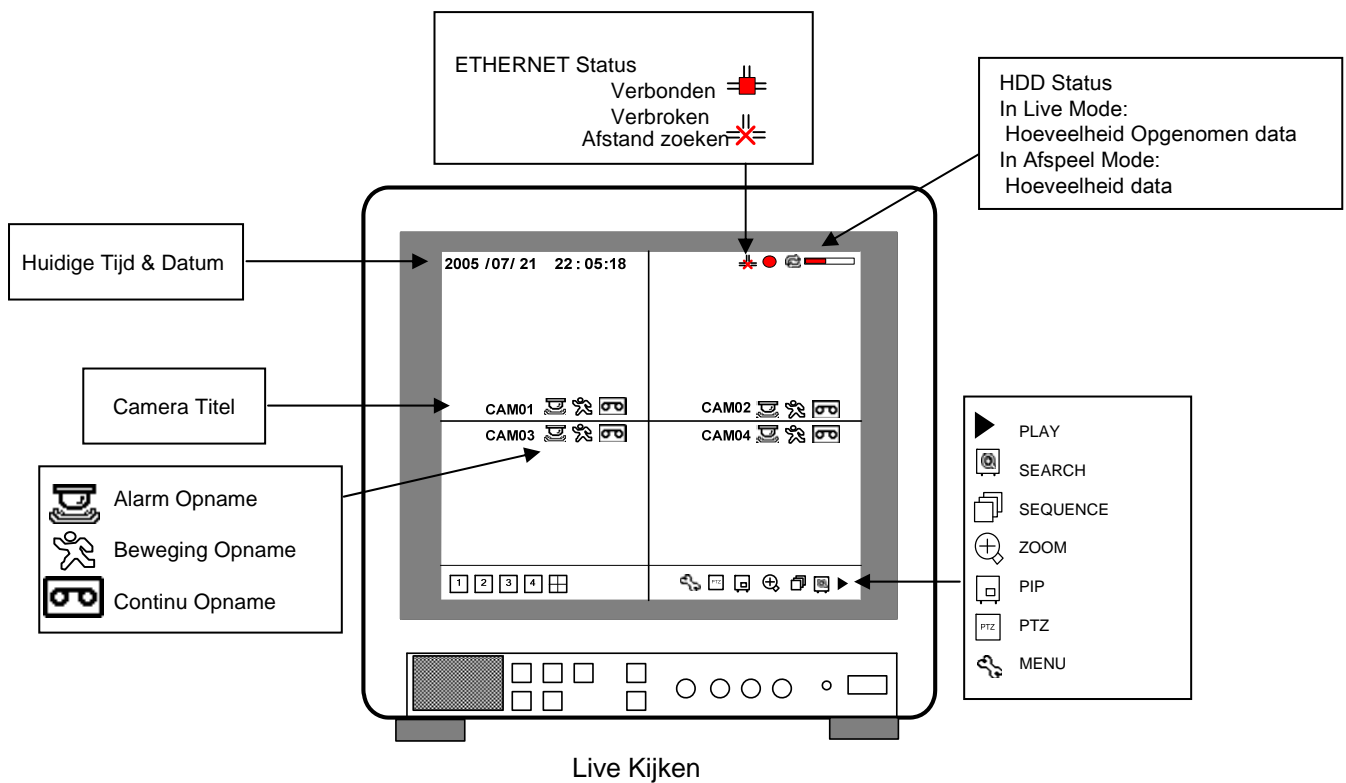 ETHERNET Status
Verbonden
Verbroken
Afstand zoeken
HDD Status
In Live Mode:
Hoeveelheid Opgenomen data
In Afspeel Mode:
Hoeveelheid data
Huidige Tijd & Datum
2005 /07/ 21 22 : 05:18
Camera Titel
CAM01
CAM02
CAM03
CAM04
Alarm Opname
Beweging Opname
Continu Opname
1 2 3 4
PTZ
PLAY
SEARCH
SEQUENCE
ZOOM
PIP
PTZ PTZ
MENU
Live Kijken